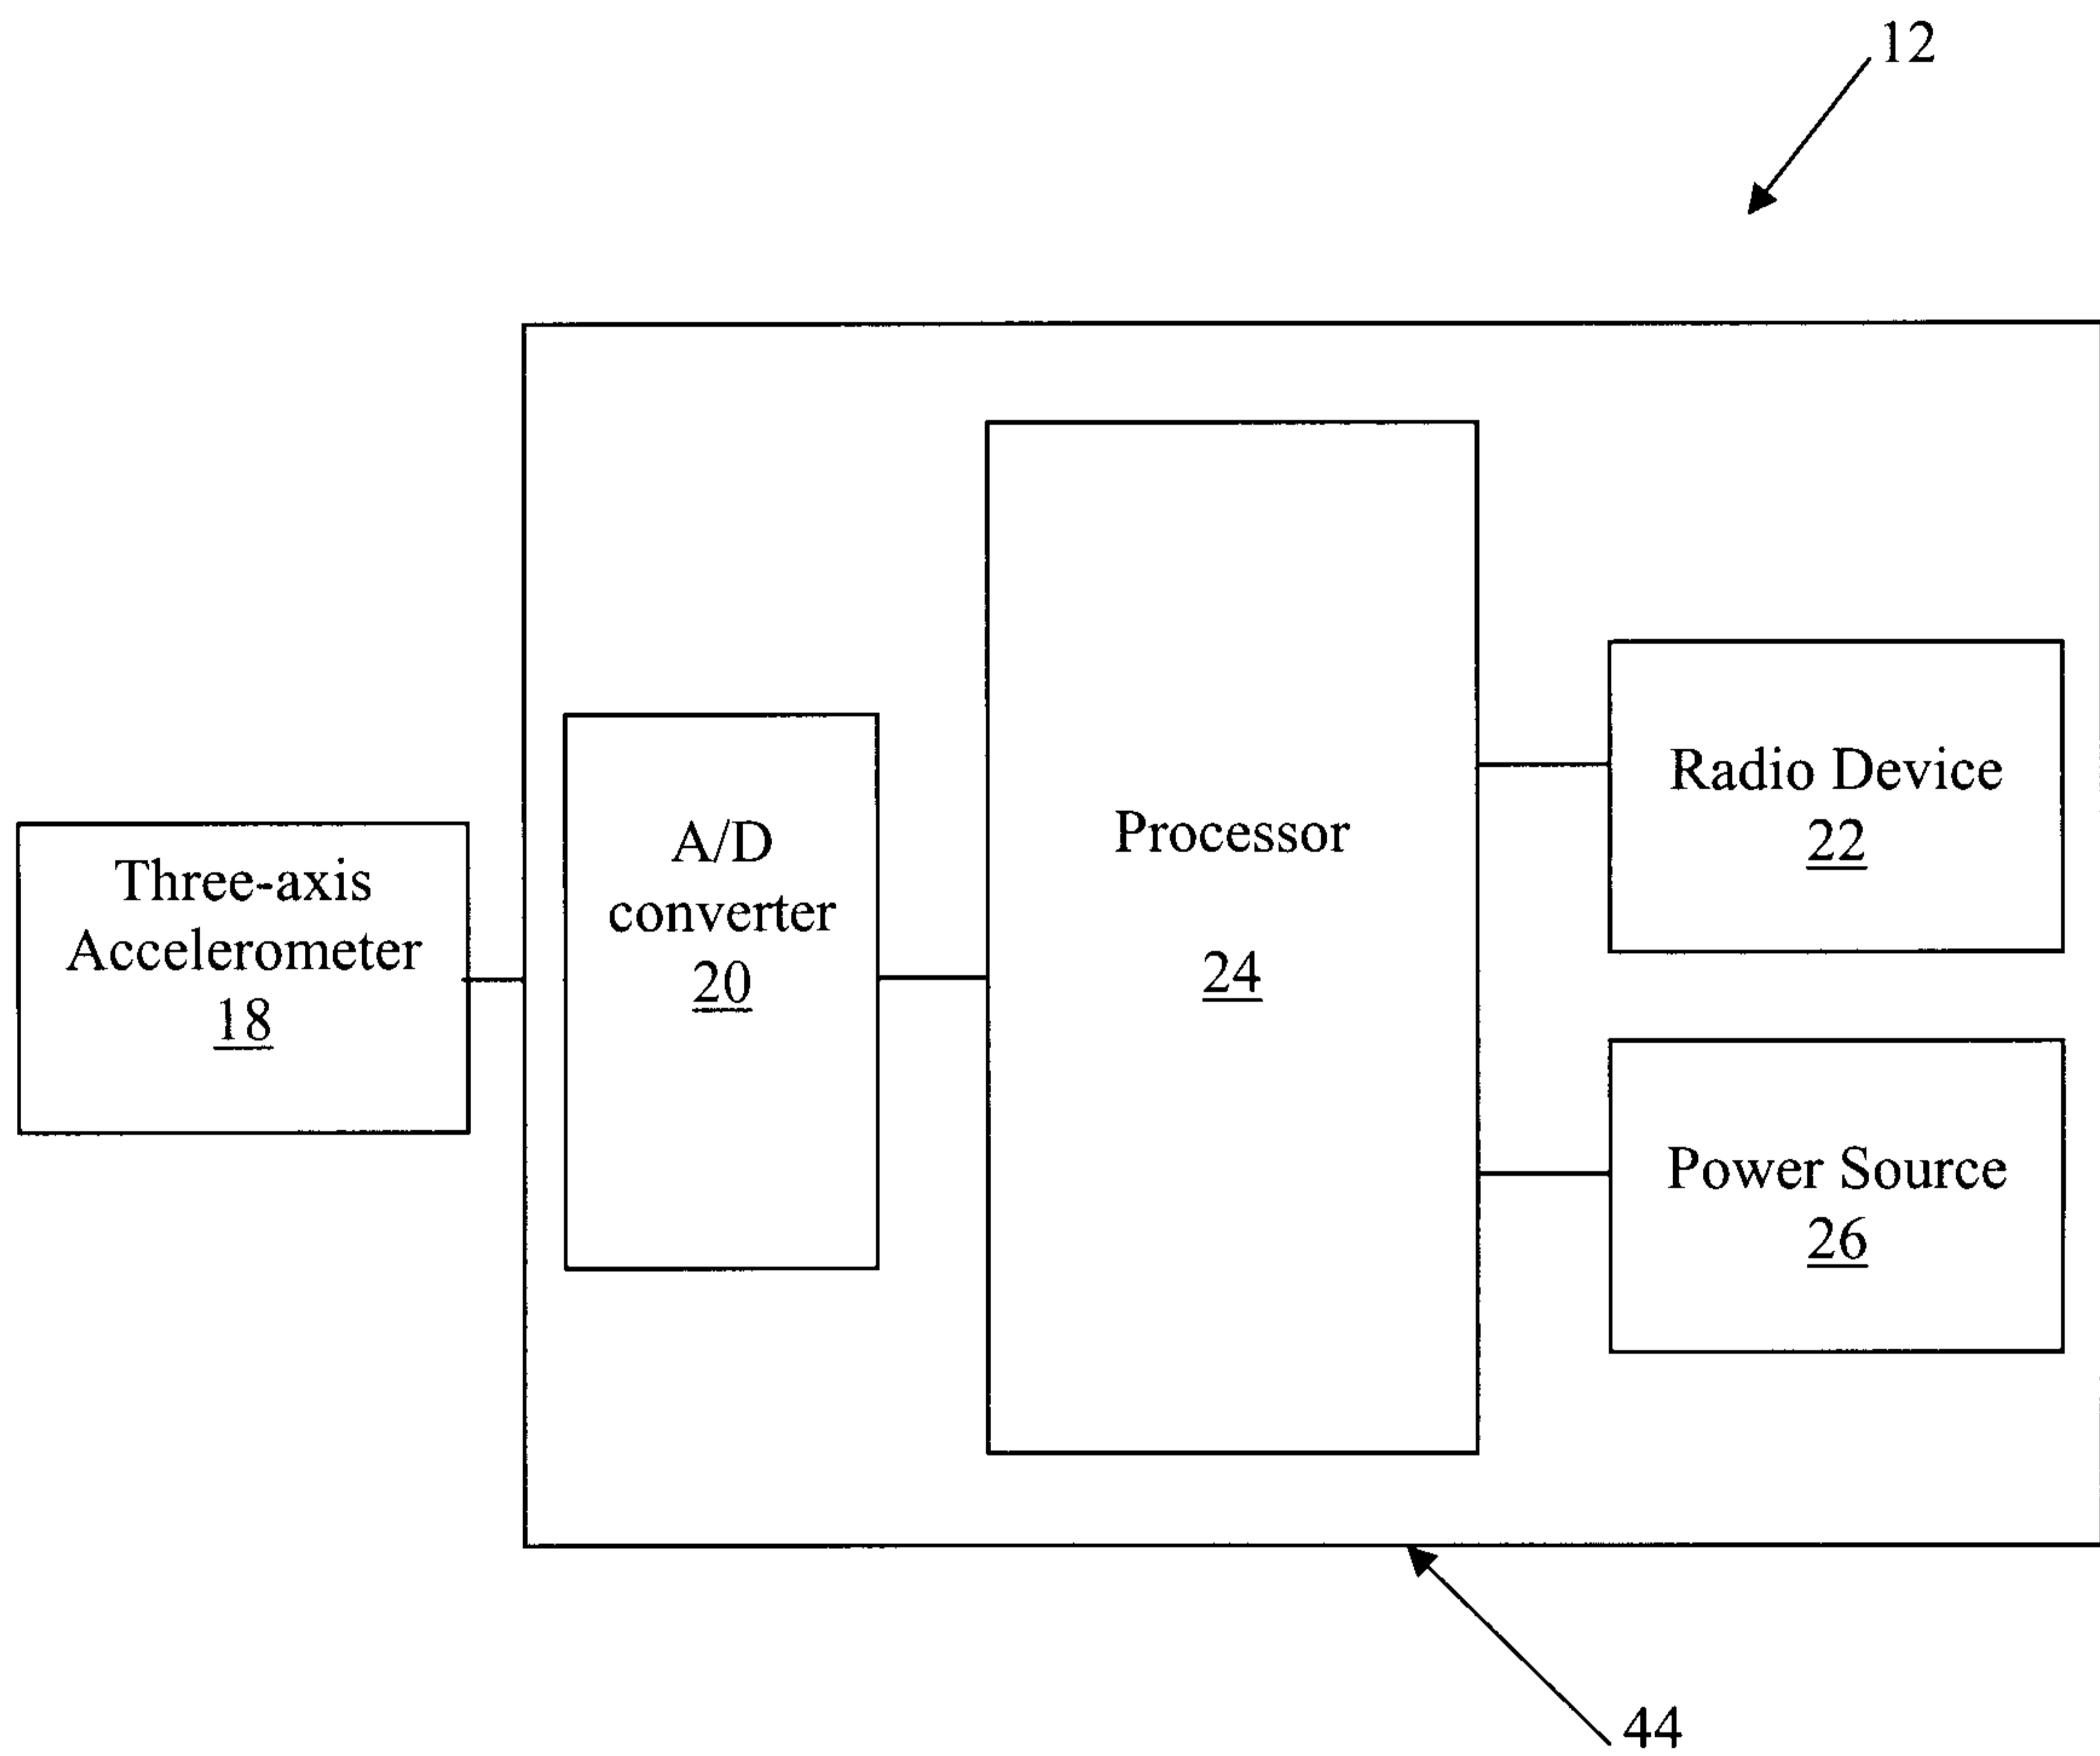 12
Three-axis
Accelerometer
18
A/D
converter
20
Processor
24
Radio Device
22
Power Source
26
44